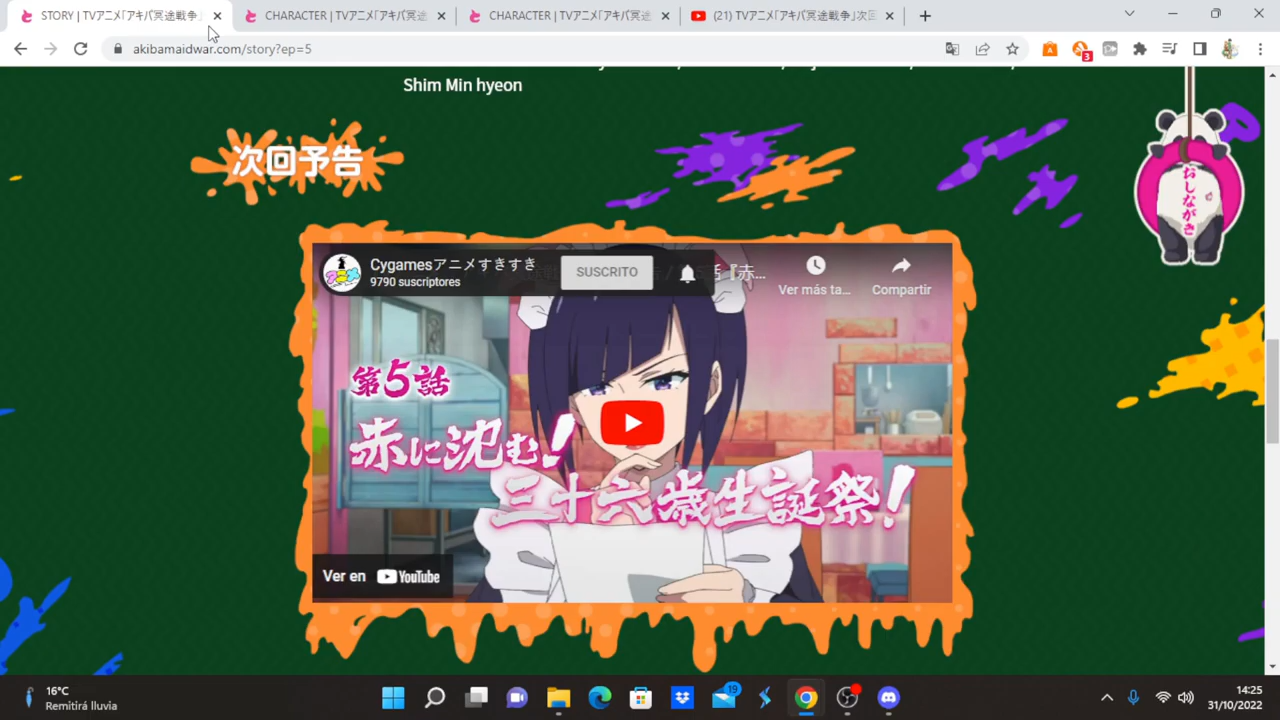 STORY | TVアニメ「アキバ冥途戦争」
CHARACTER | TVアニメ「アキバ冥途
CHARACTER | TVアニメ「アキバ冥途
(21) TVアニメ「アキバ冥途戦争」次回
akibamaidwar.com/story?ep=5
3
Shim Min hyeon
次回予告
おしながき
Cygamesアニメすきすき
9790 suscriptores
SUSCRITO
話『赤...
Ver más ta...
Compartir
第5話
赤に沈む!
三十六歳生誕祭!
Ver en YouTube
16°C
Remitirá lluvia
19
14:25
31/10/2022